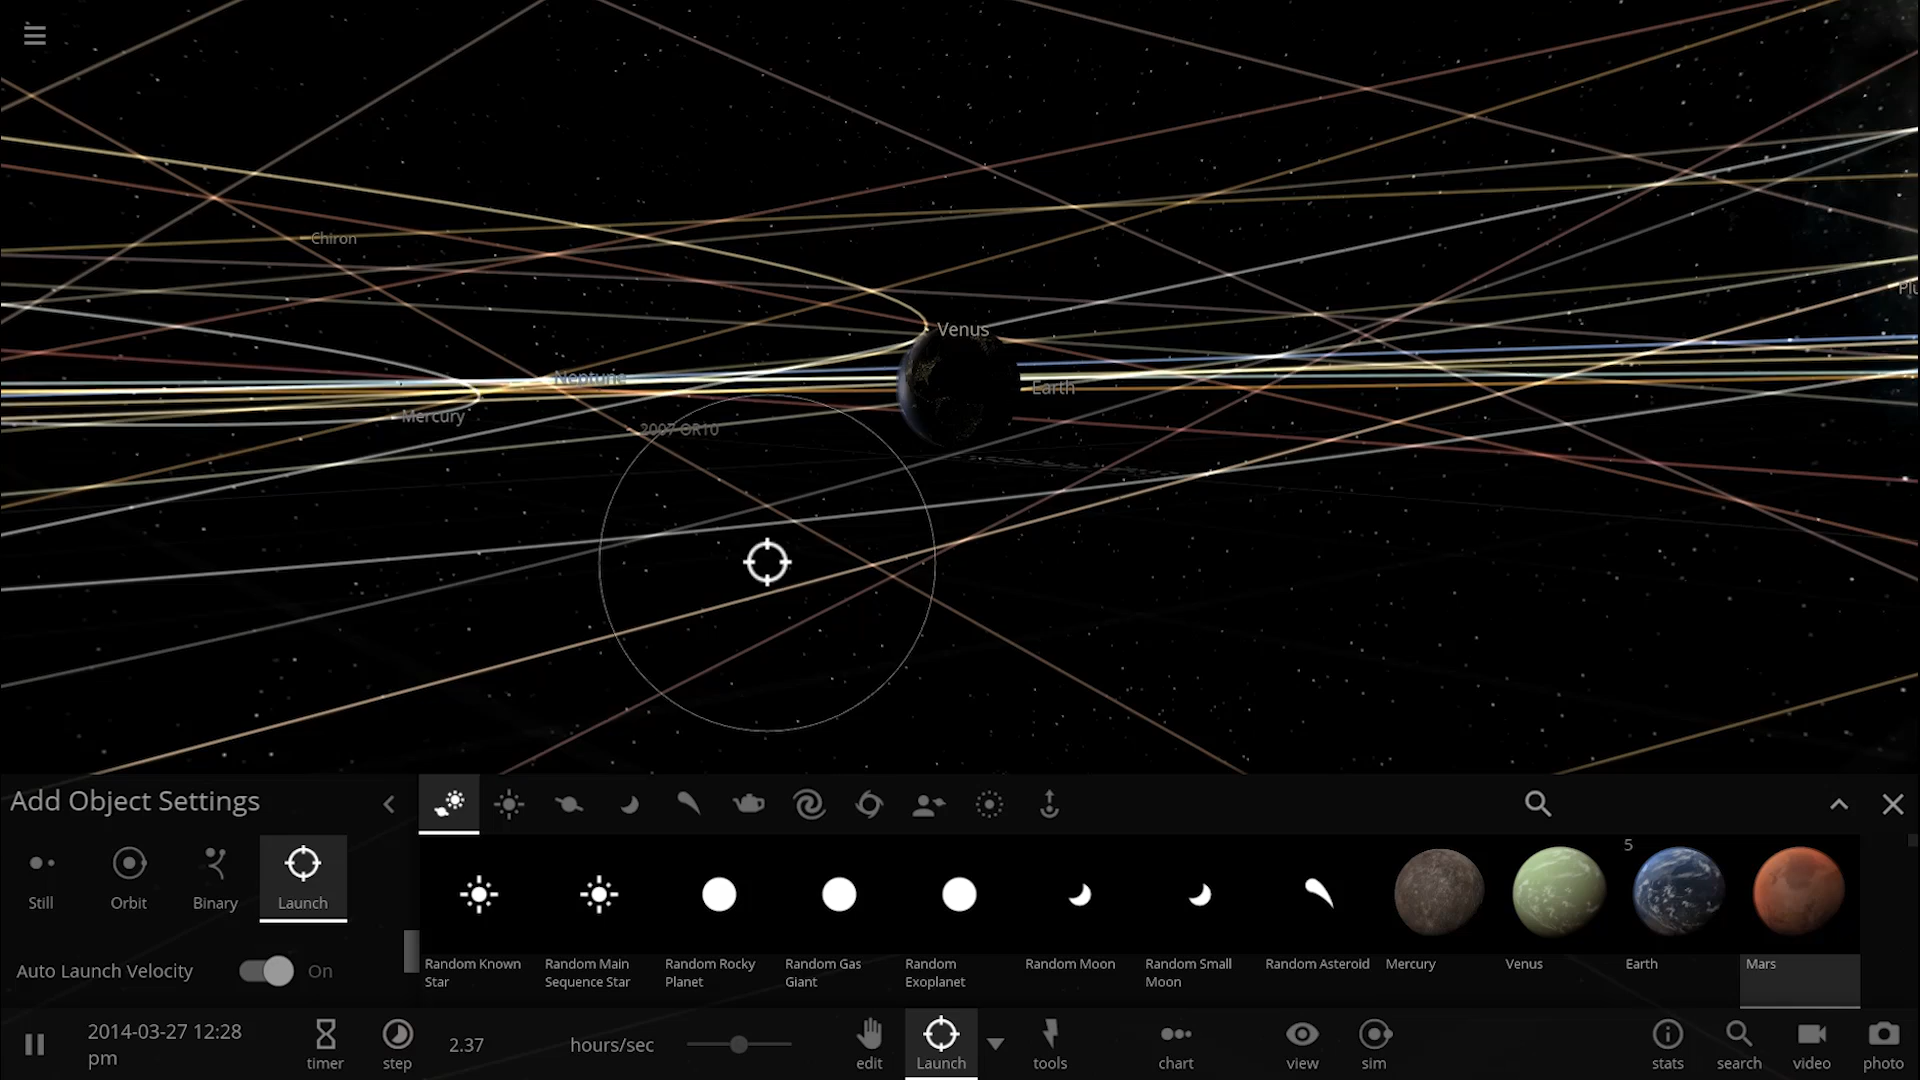 Chiron
Plu
Venus
Neptune
Earth
Mercury
2007 OR10
Add Object Settings
Still
Orbit
Binary
Launch
Auto Launch Velocity
On
5
Random Known
Star
Random Main
Sequence Star
Random Rocky
Planet
Random Gas
Giant
Random
Exoplanet
Random Moon
Random Small
Moon
Random Asteroid
Mercury
Venus
Earth
Mars
2014-03-27 12:28
pm
timer
step
2.37
hours/sec
edit
Launch
tools
chart
view
sim
stats
search
video
photo